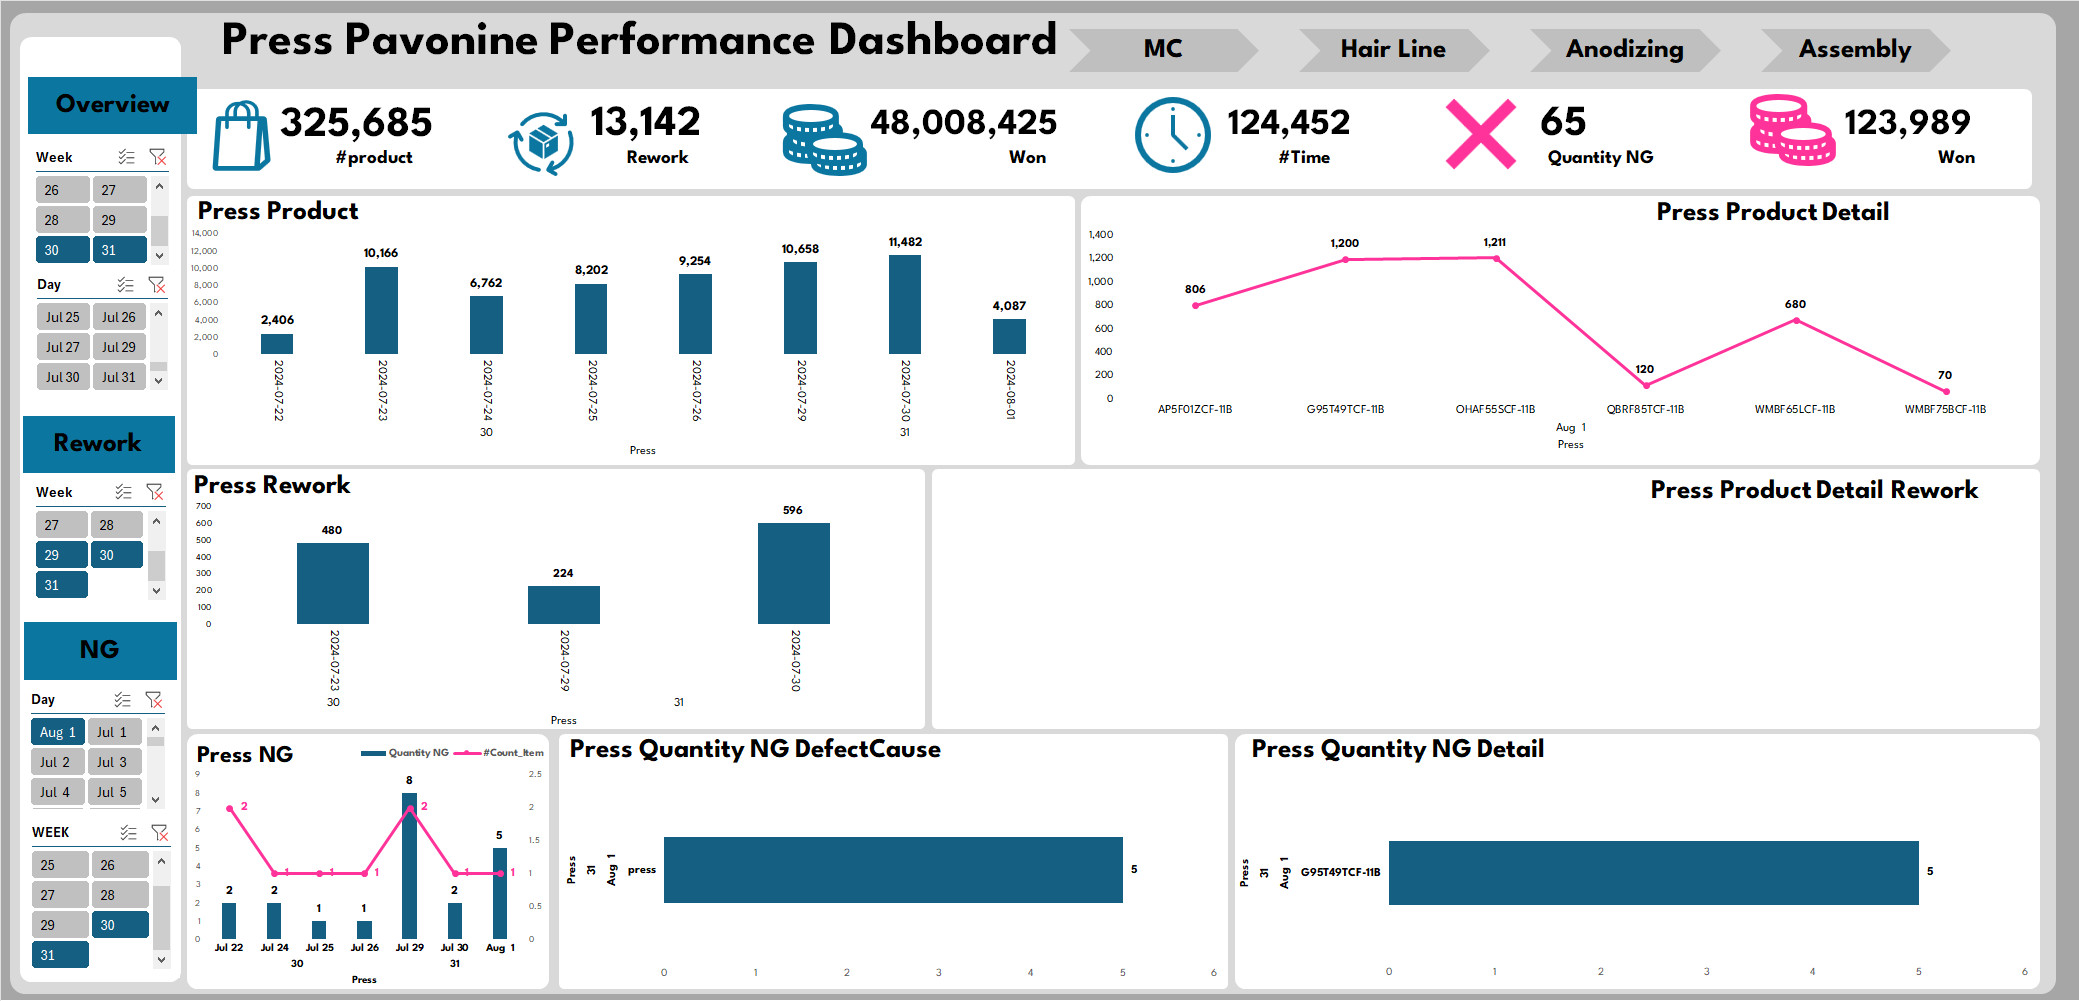 Press Pavonine Performance Dashboard
MC
Hair Line
Anodizing
Assembly
Overview
325,685
#product
13,142
Rework
48,008,425
Won
124,452
#Time
65
Quantity NG
123,989
Won
Week
26 27
28 29
30 31
Day
Jul 25 Jul 26
Jul 27 Jul 29
Jul 30 Jul 31
Rework
Week
27 28
29 30
31
NG
Day
Aug 1 Jul 1
Jul 2 Jul 3
Jul 4 Jul 5
WEEK
25 26
27 28
29 30
31
Press Product
14,000
12,000
10,000
8,000
6,000
4,000
2,000
0
2,406
10,166
6,762
8,202
9,254
10,658
11,482
4,087
2024-07-22
2024-07-23
2024-07-24
2024-07-25
2024-07-26
2024-07-29
2024-07-30
2024-08-01
30
31
Press
Press Product Detail
1,400
1,200
1,000
800
600
400
200
0
806
1,200
1,211
120
680
70
AP5F01ZCF-11B
G95T49TCF-11B
OHAF55SCF-11B
QBRF85TCF-11B
WMBF65LCF-11B
WMBF75BCF-11B
Aug 1
Press
Press Rework
700
600
500
400
300
200
100
0
480
224
596
2024-07-23
2024-07-29
2024-07-30
30
31
Press
Press Product Detail Rework
Press NG
Quantity NG
#Count_Item
9
8
7
6
5
4
3
2
1
0
2.5
2
1.5
1
0.5
0
2
1
1
1
2
1
1
2
2
1
1
8
2
5
Jul 22
Jul 24
Jul 25
Jul 26
Jul 29
Jul 30
Aug 1
30
31
Press
Press Quantity NG DefectCause
Press
31
Aug 1
press
5
0 1 2 3 4 5 6
Press Quantity NG Detail
Press
31
Aug 1
G95T49TCF-11B
5
0 1 2 3 4 5 6